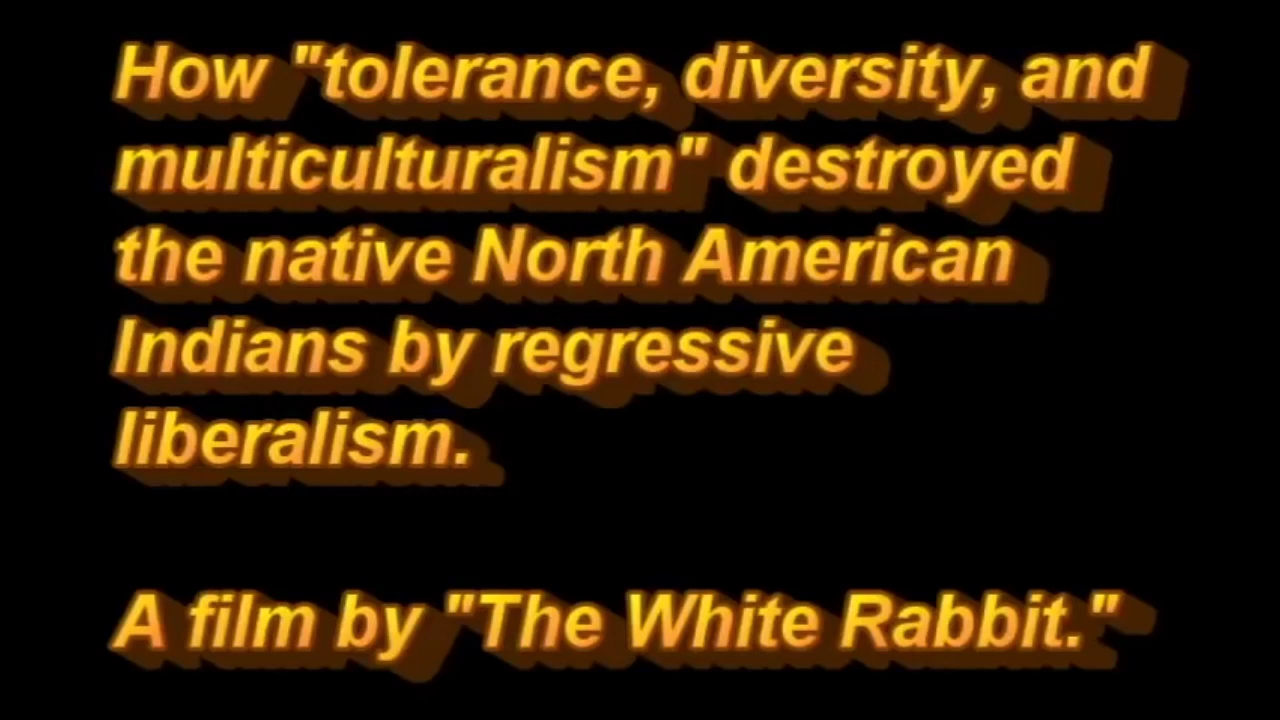 How "tolerance, diversity, and
multiculturalism" destroyed
the native North American
Indians by regressive
liberalism.
A film by "The White Rabbit."